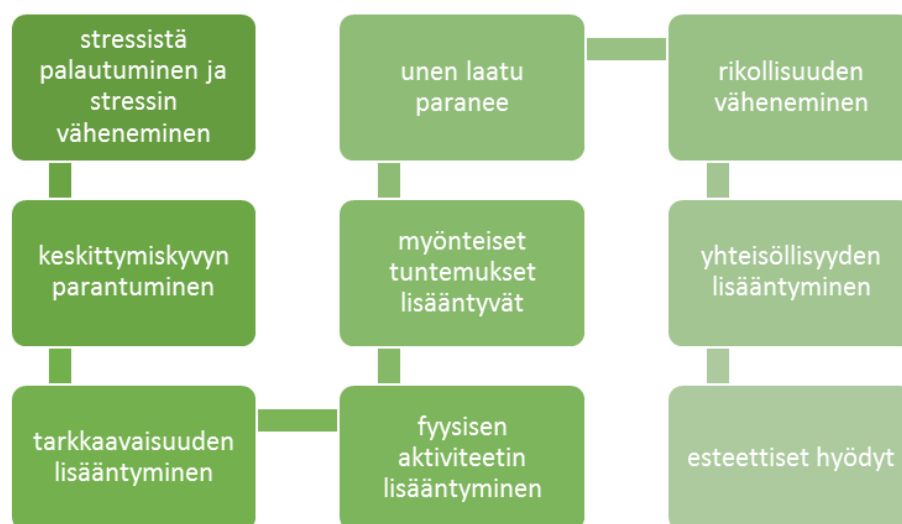 stressistä
palautuminen ja
stressin
väheneminen
keskittymiskyvyn
parantuminen
tarkkaavaisuuden
lisääntyminen
fyysisen
aktiviteetin
lisääntyminen
myönteiset
tuntemukset
lisääntyvät
unen laatu
paranee
rikollisuuden
väheneminen
yhteisöllisyyden
lisääntyminen
esteettiset hyödyt